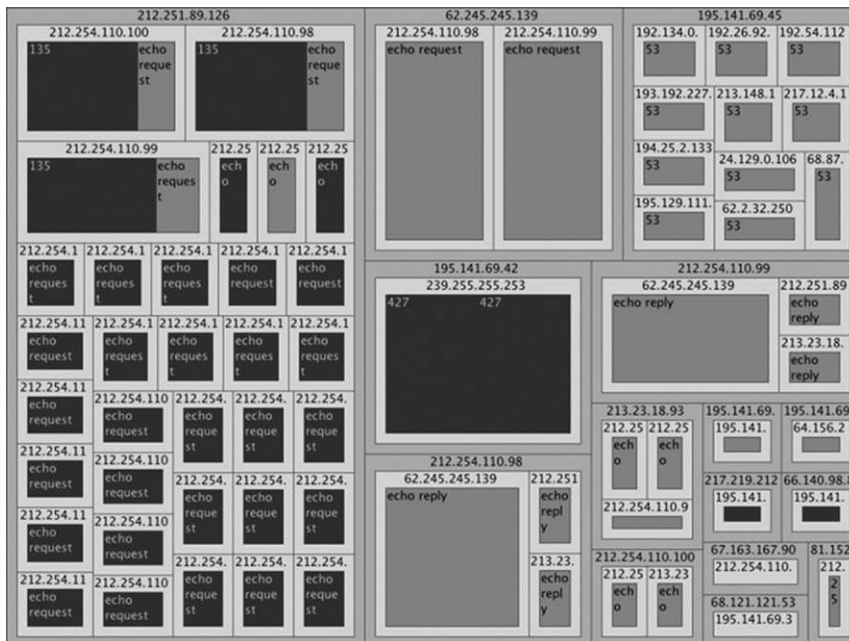 212.251.89.126
212.254.110.100
135
echo
reque
st
212.254.110.98
135
echo
reque
st
212.254.110.99
135
echo
reques
t
212.25
ech
o
212.25
ech
o
212.25
ech
o
212.254.1
echo
reques
t
212.254.1
echo
reques
t
212.254.1
echo
reques
t
212.254.1
echo
request
212.254.1
echo
reques
t
212.254.11
echo
request
212.254.1
echo
reques
t
212.254.1
echo
reques
t
212.254.1
echo
reques
t
212.254.1
echo
reques
t
212.254.11
echo
request
212.254.110
echo
request
212.254.
echo
reque
st
212.254.
echo
reque
st
212.254.
echo
reque
st
212.254.11
echo
request
212.254.110
echo
request
212.254.
echo
reque
st
212.254.
echo
reque
st
212.254.
echo
reque
st
212.254.11
echo
request
212.254.110
echo
request
212.254.
echo
reque
st
212.254.
echo
reque
st
212.254.
echo
reque
st
212.254.11
echo
request
212.254.110
echo
request
62.245.245.139
212.254.110.98
echo request
212.254.110.99
echo request
195.141.69.45
192.134.0.
53
192.26.92.
53
192.54.112
53
193.192.227.
53
213.148.1
53
217.12.4.1
53
194.25.2.133
53
24.129.0.106
53
68.87.
53
195.129.111.
53
62.2.32.250
53
195.141.69.42
239.255.255.253
427
427
212.254.110.99
62.245.245.139
echo reply
212.251.89
echo
reply
213.23.18.
echo
reply
212.254.110.98
62.245.245.139
echo reply
212.251
echo
repl
y
213.23.
echo
repl
y
213.23.18.93
212.25
ech
o
212.25
ech
o
212.254.110.9
195.141.69.
195.141.
195.141.69
64.156.2
217.219.212
195.141.
66.140.98.8
195.141.
212.254.110.100
212.25
ech
o
213.23
ech
o
67.163.167.90
212.254.110.
81.152
212.
2
5
68.121.121.53
195.141.69.3